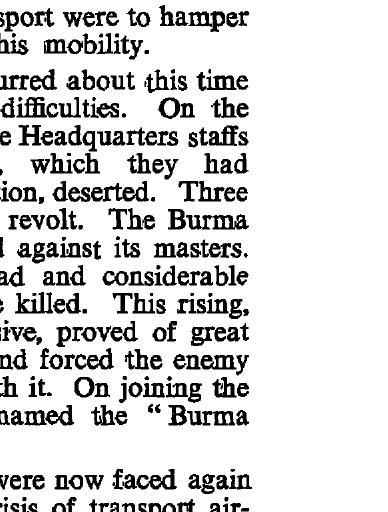 sport were to hamper
his mobility.
urred about this time
difficulties. On the
e Headquarters staffs
, which they had
ion, deserted. Three
revolt. The Burma
d against its masters.
ad and considerable
e killed. This rising,
ive, proved of great
nd forced the enemy
th it. On joining the
named the “ Burma
were now faced again
risis of transport air-